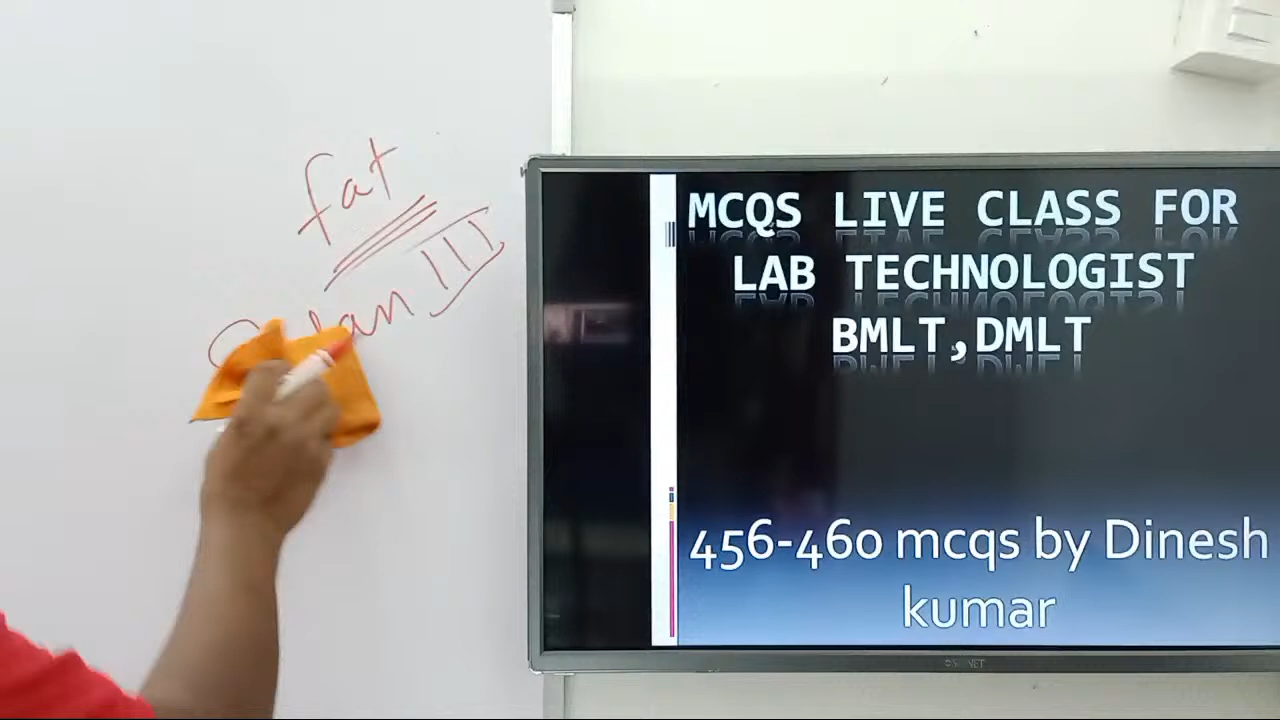 fat
III
MCQS LIVE CLASS FOR
LAB TECHNOLOGIST
BMLT,DMLT
456-460 mcqs by Dinesh
kumar